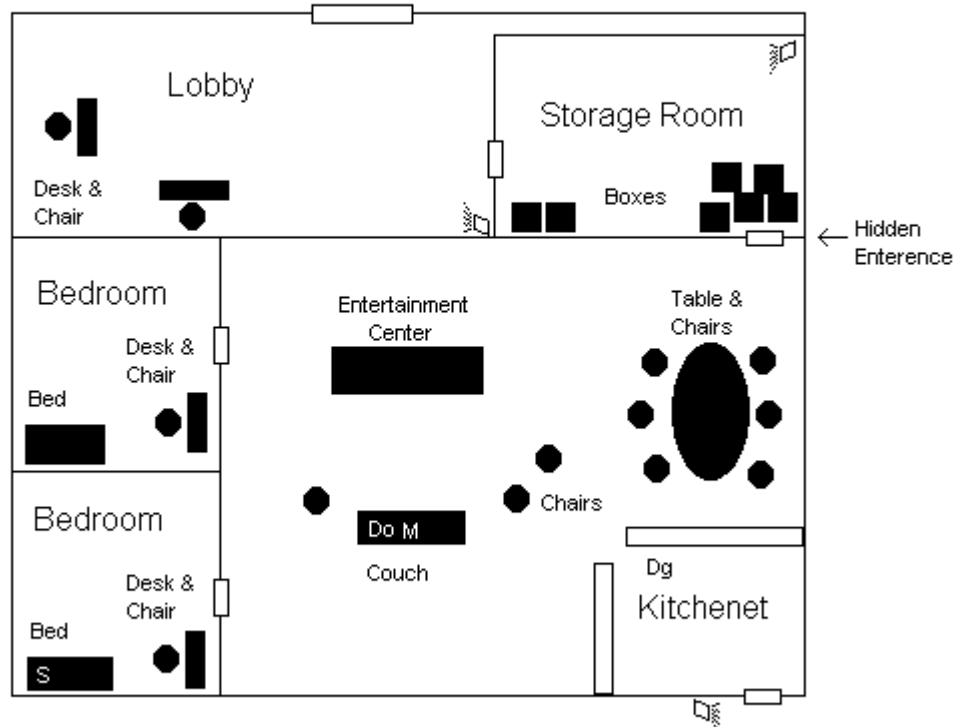 Lobby
Storage Room
Desk &
Chair
Boxes
Hidden
Enterence
Bedroom
Desk &
Chair
Bed
Entertainment
Center
Table &
Chairs
Chairs
Do M
Couch
Bedroom
Desk &
Chair
Bed
S
Dg
Kitchenet